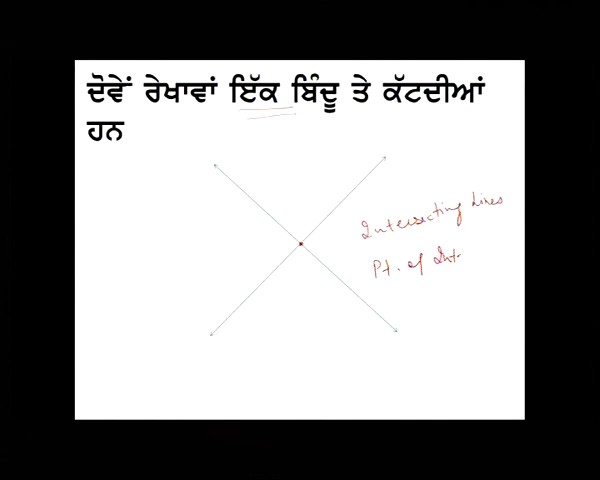 ਦੋਵੇਂ ਰੇਖਾਵਾਂ ਇੱਕ ਬਿੰਦੂ ਤੇ ਕੱਟਦੀਆਂ
ਹਨ
Intersecting Lines
Pt. of Int.